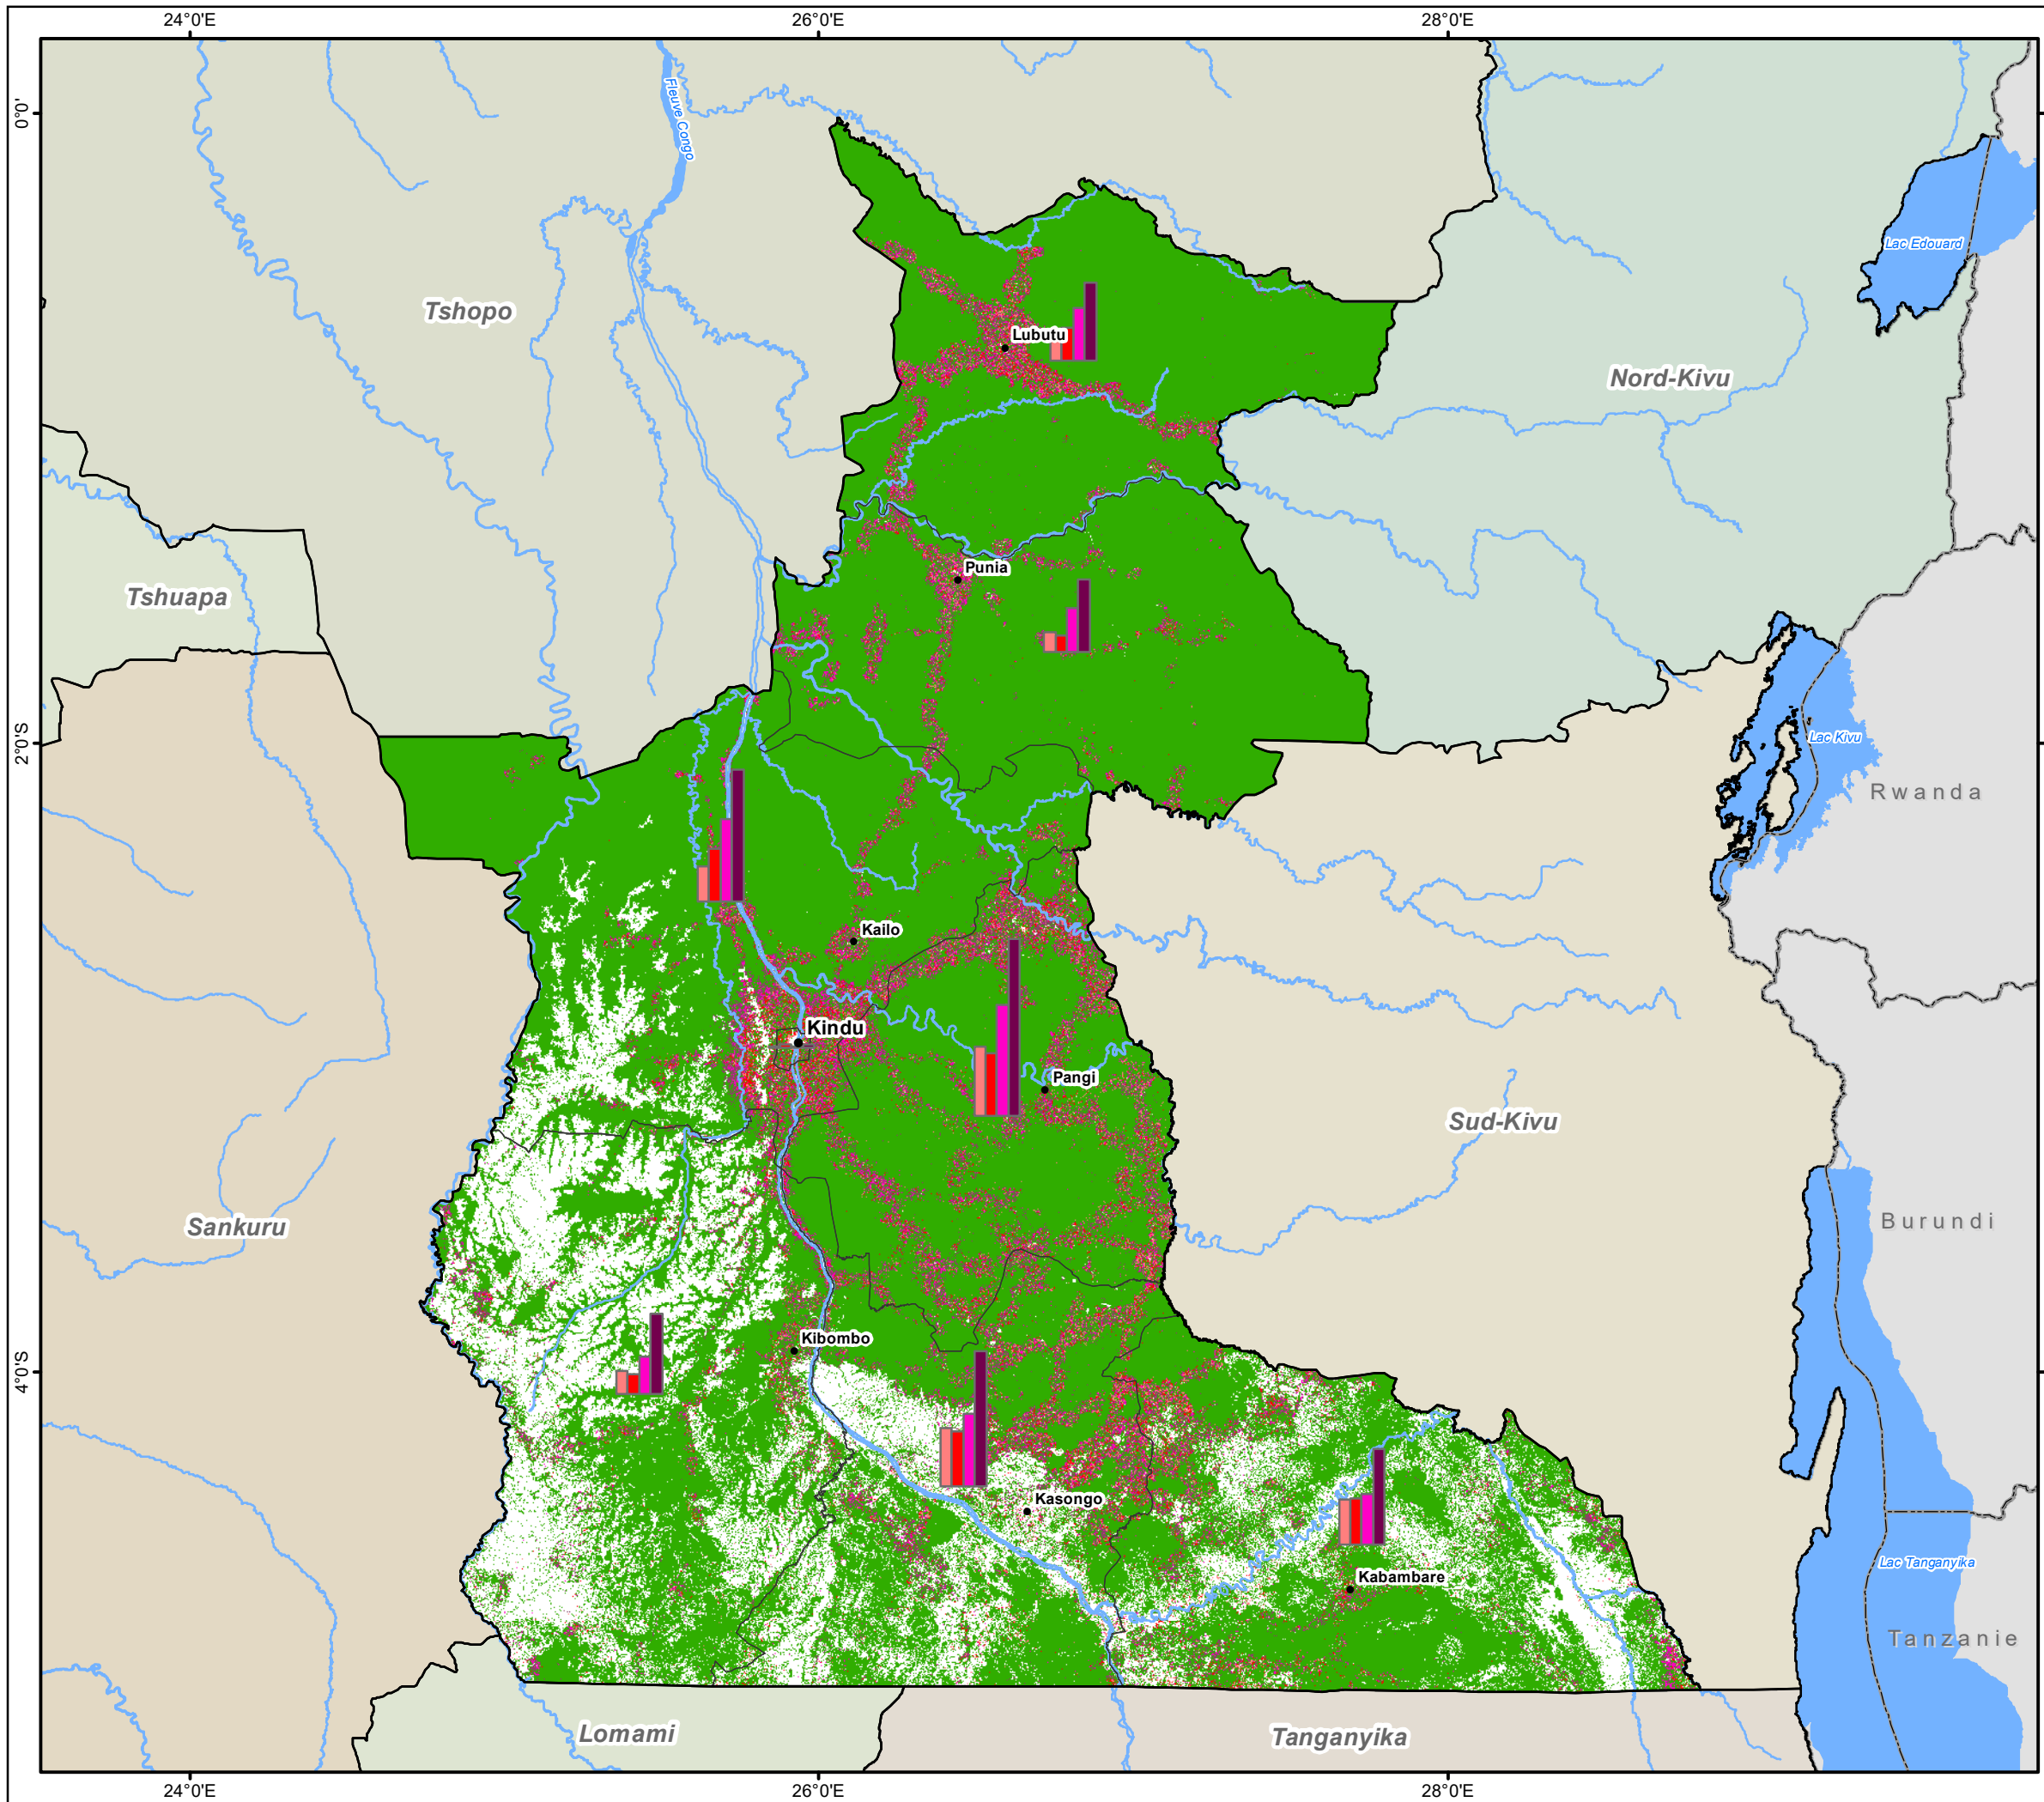 24°0'E
26°0'E
28°0'E
0°0'
Fleuve Congo
Lac Edouard
Tshopo
Lubutu
Nord-Kivu
Punia
Tshuapa
2°0'S
Lac Kivu
Rwanda
Kailo
Kindu
Pangi
Sud-Kivu
Sankuru
Burundi
Kibombo
4°0'S
Kasongo
Kabambare
Lac Tanganyika
Tanzanie
Lomami
Tanganyika
24°0'E
26°0'E
28°0'E